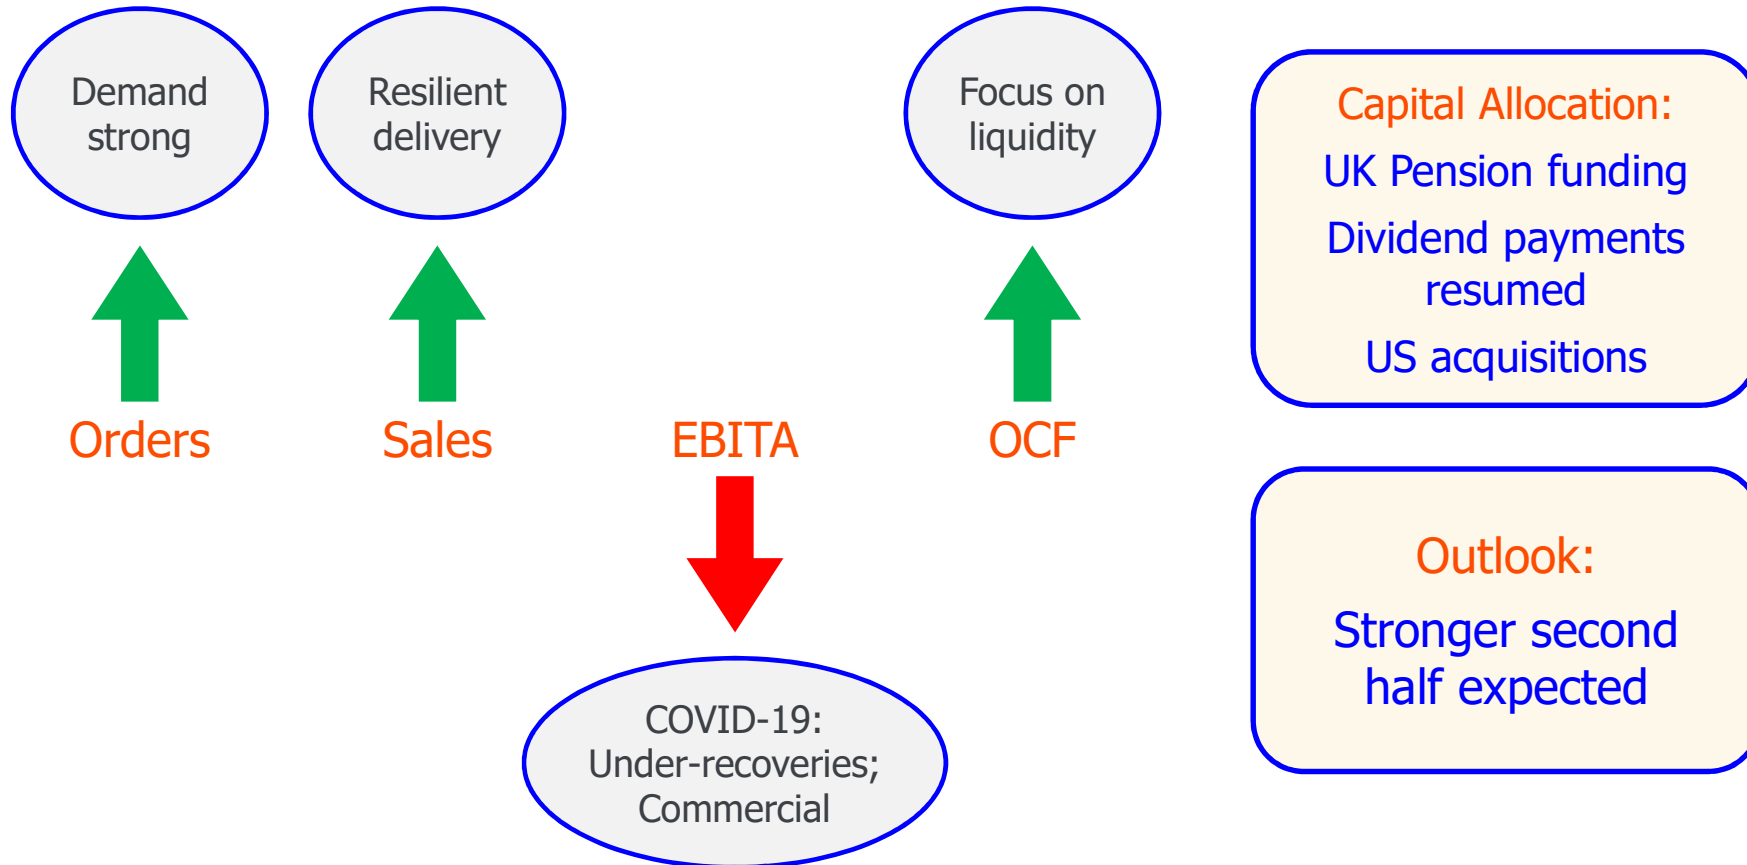 Demand
strong
Resilient
delivery
Focus on
liquidity
Orders
Sales
EBITA
OCF
COVID-19:
Under-recoveries;
Commercial
Capital Allocation:
UK Pension funding
Dividend payments
resumed
US acquisitions
Outlook:
Stronger second
half expected